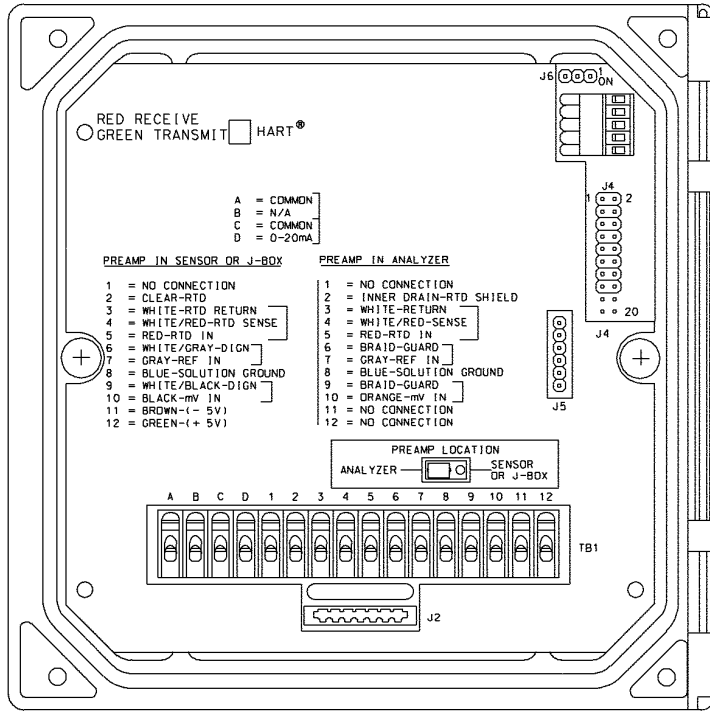 J6 1
ON
RED RECEIVE
GREEN TRANSMIT HART®
J4
1 2
20
J4
A = COMMON
B = N/A
C = COMMON
D = 0-20mA
PREAMP IN SENSOR OR J-BOX
1 = NO CONNECTION
2 = CLEAR-RTD
3 = WHITE-RTD RETURN
4 = WHITE/RED-RTD SENSE
5 = RED-RTD IN
6 = WHITE/GRAY-DIGN
7 = GRAY-REF IN
8 = BLUE-SOLUTION GROUND
9 = WHITE/BLACK-DIGN
10 = BLACK-mV IN
11 = BROWN-(- 5V)
12 = GREEN-(+ 5V)
PREAMP IN ANALYZER
1 = NO CONNECTION
2 = INNER DRAIN-RTD SHIELD
3 = WHITE-RETURN
4 = WHITE/RED-SENSE
5 = RED-RTD IN
6 = BRAID-GUARD
7 = GRAY-REF IN
8 = BLUE-SOLUTION GROUND
9 = BRAID-GUARD
10 = ORANGE-mV IN
11 = NO CONNECTION
12 = NO CONNECTION
J5
PREAMP LOCATION
ANALYZER SENSOR
OR J-BOX
A B C D 1 2 3 4 5 6 7 8 9 10 11 12
TB1
J2